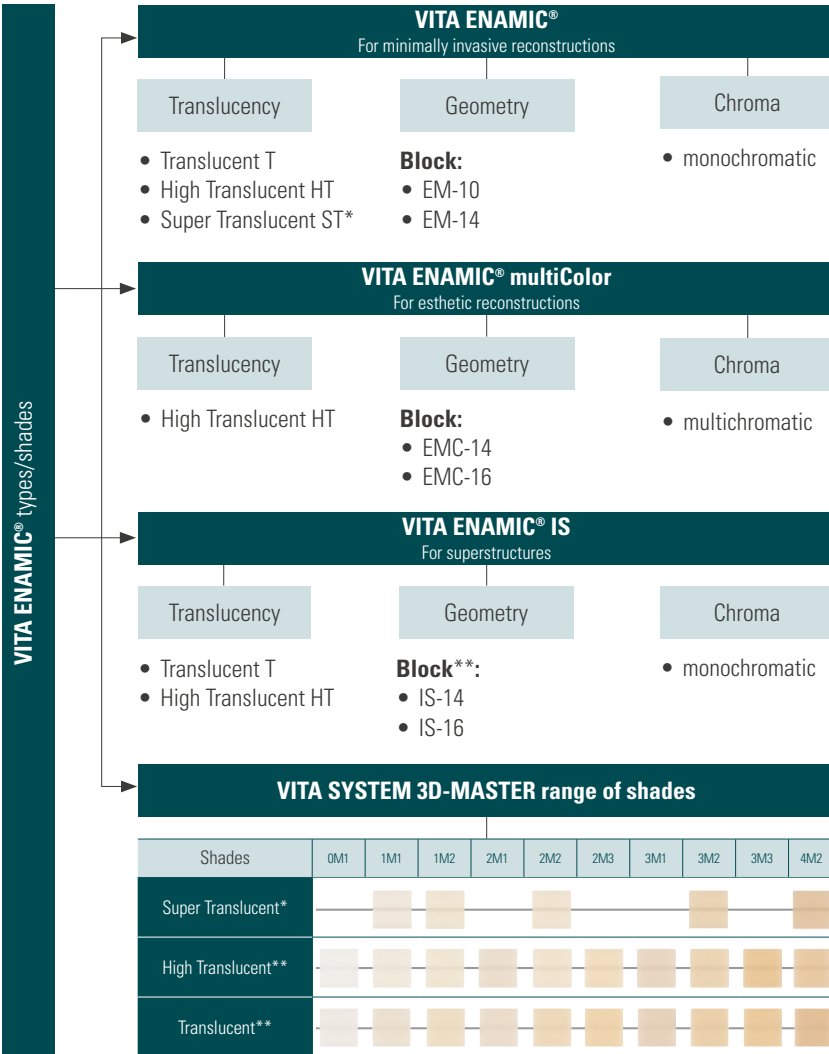 VITA ENAMIC® types/shades
VITA ENAMIC®
For minimally invasive reconstructions
Translucency
Geometry
Chroma
• Translucent T
• High Translucent HT
• Super Translucent ST*
Block:
• EM-10
• EM-14
• monochromatic
VITA ENAMIC® multiColor
For esthetic reconstructions
Translucency
Geometry
Chroma
• High Translucent HT
Block:
• EMC-14
• EMC-16
• multichromatic
VITA ENAMIC® IS
For superstructures
Translucency
Geometry
Chroma
• Translucent T
• High Translucent HT
Block**:
• IS-14
• IS-16
• monochromatic
VITA SYSTEM 3D-MASTER range of shades
Shades 0M1 1M1 1M2 2M1 2M2 2M3 3M1 3M2 3M3 4M2
Super Translucent*
High Translucent**
Translucent**